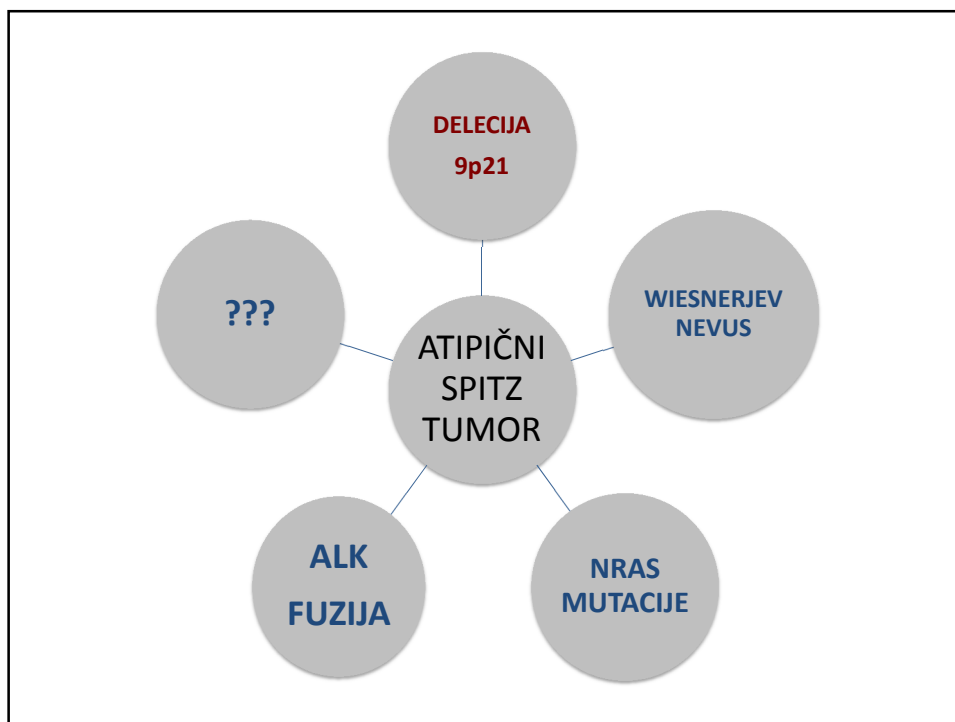 DELECIJA
9p21
WIESNERJEV
NEVUS
???
ATIPIČNI
SPITZ
TUMOR
ALK
FUZIJA
NRAS
MUTACIJE